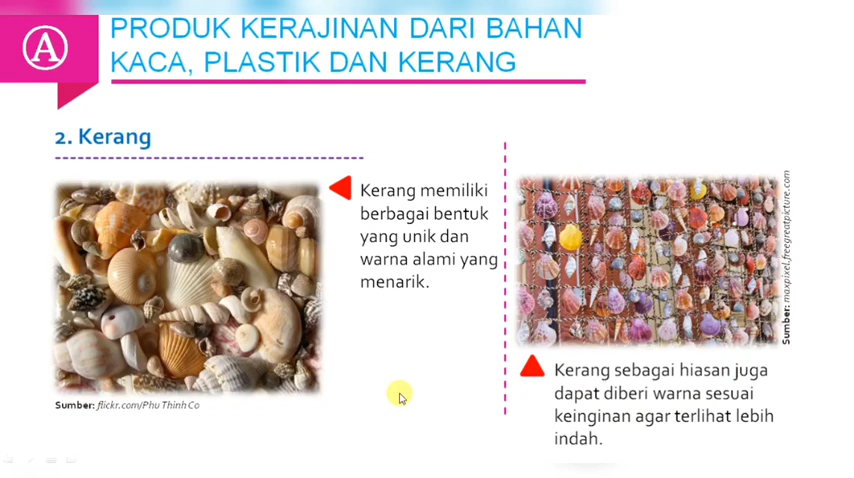 A
PRODUK KERAJINAN DARI BAHAN
KACA, PLASTIK DAN KERANG
2. Kerang
Kerang memiliki
berbagai bentuk
yang unik dan
warna alami yang
menarik.
Sumber: flickr.com/Phu Thinh Co
Sumber: maxpixel.freegreatpicture.com
Kerang sebagai hiasan juga
dapat diberi warna sesuai
keinginan agar terlihat lebih
indah.